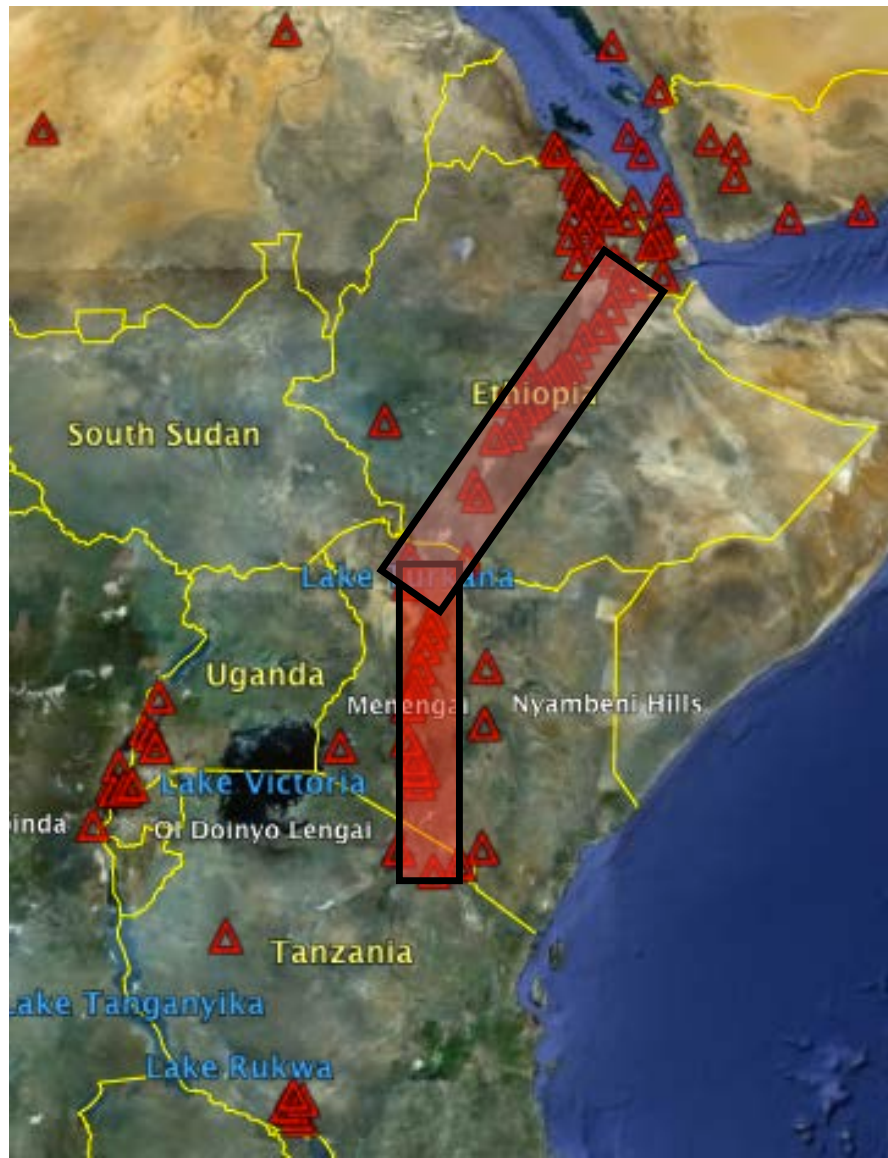 Ethiopia
South Sudan
Lake Turkana
Uganda
Menengai
Nyambeni Hills
Lake Victoria
inda
Ol Doinyo Lengai
Tanzania
Lake Tanganyika
Lake Rukwa